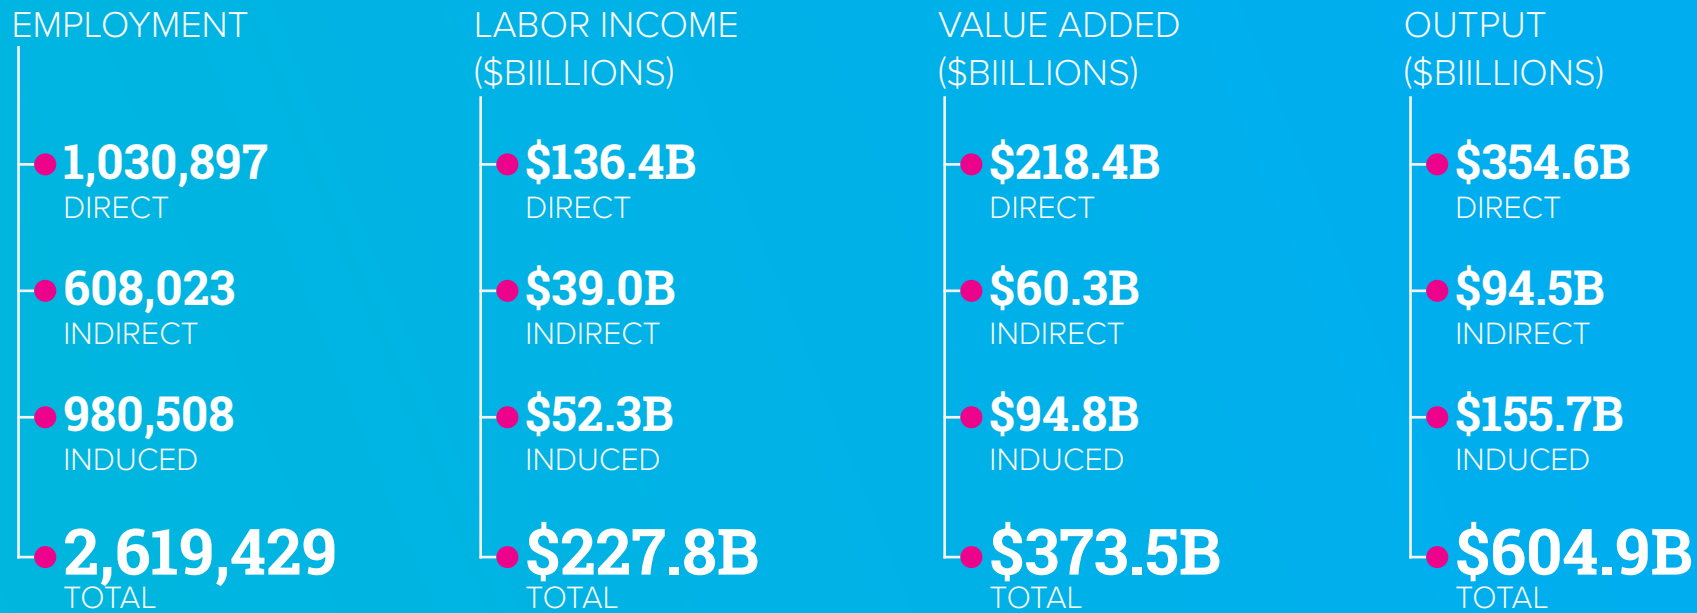 EMPLOYMENT
1,030,897
DIRECT
608,023
INDIRECT
980,508
INDUCED
2,619,429
TOTAL
LABOR INCOME
($BIILLIONS)
$136.4B
DIRECT
$39.0B
INDIRECT
$52.3B
INDUCED
$227.8B
TOTAL
VALUE ADDED
($BIILLIONS)
$218.4B
DIRECT
$60.3B
INDIRECT
$94.8B
INDUCED
$373.5B
TOTAL
OUTPUT
($BIILLIONS)
$354.6B
DIRECT
$94.5B
INDIRECT
$155.7B
INDUCED
$604.9B
TOTAL